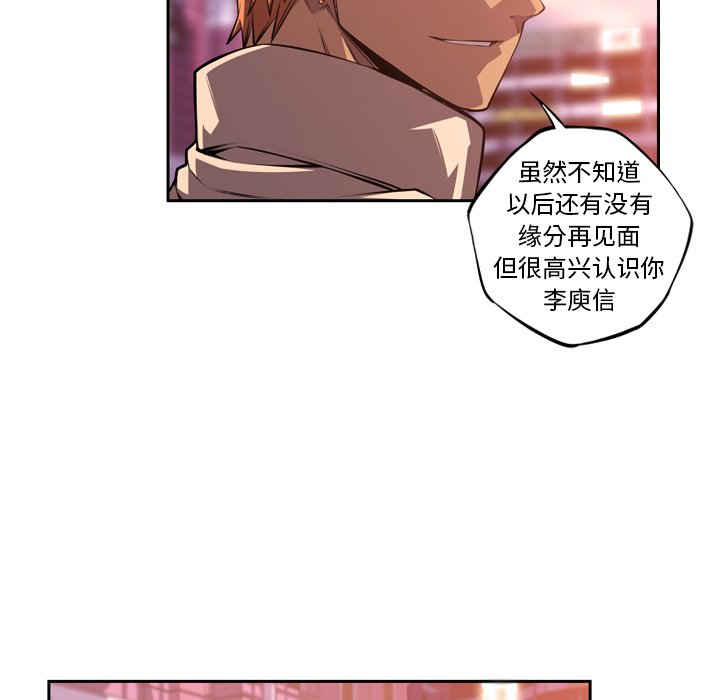 虽然不知道
以后还有没有
缘分再见面
但很高兴认识你
李庾信